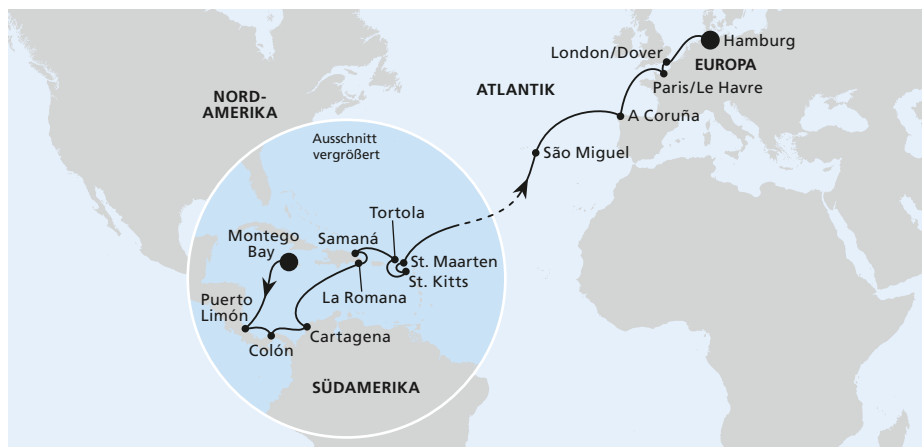 London/Dover
Hamburg
EUROPA
Paris/Le Havre
NORD-
AMERIKA
ATLANTIK
A Coruña
Ausschnitt
vergrößert
São Miguel
Tortola
Samaná
Montego
Bay
St. Maarten
St. Kitts
La Romana
Puerto
Limón
Cartagena
Colón
SÜDAMERIKA